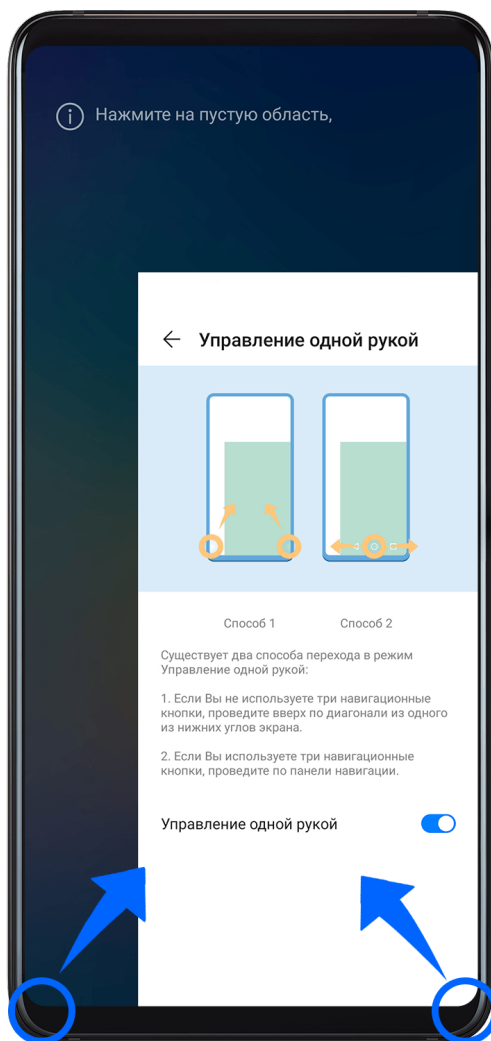 Нажмите на пустую область,
Управление одной рукой
Способ 1
Способ 2
Существует два способа перехода в режим
Управление одной рукой:
1. Если Вы не используете три навигационные
кнопки, проведите вверх по диагонали из одного
из нижних углов экрана.
2. Если Вы используете три навигационные
кнопки, проведите по панели навигации.
Управление одной рукой